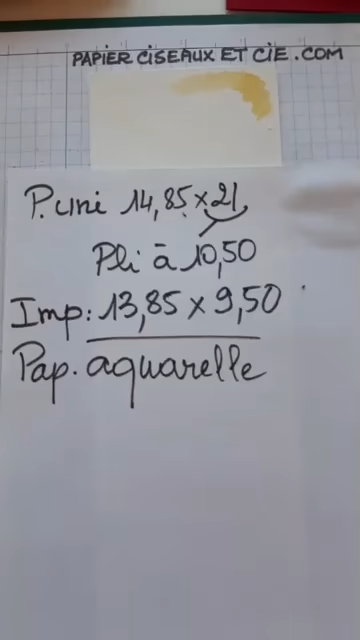 PAPIER CISEAUX ET CIE.COM
P. uni 14,85 x 21
Pli à 10,50
Imp: 13,85 x 9,50
Pap. aquarelle